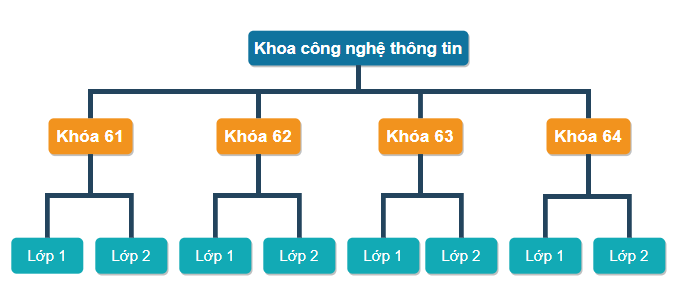 Khoa công nghệ thông tin
Khóa 61
Khóa 62
Khóa 63
Khóa 64
Lớp 1
Lớp 2
Lớp 1
Lớp 2
Lớp 1
Lớp 2
Lớp 1
Lớp 2